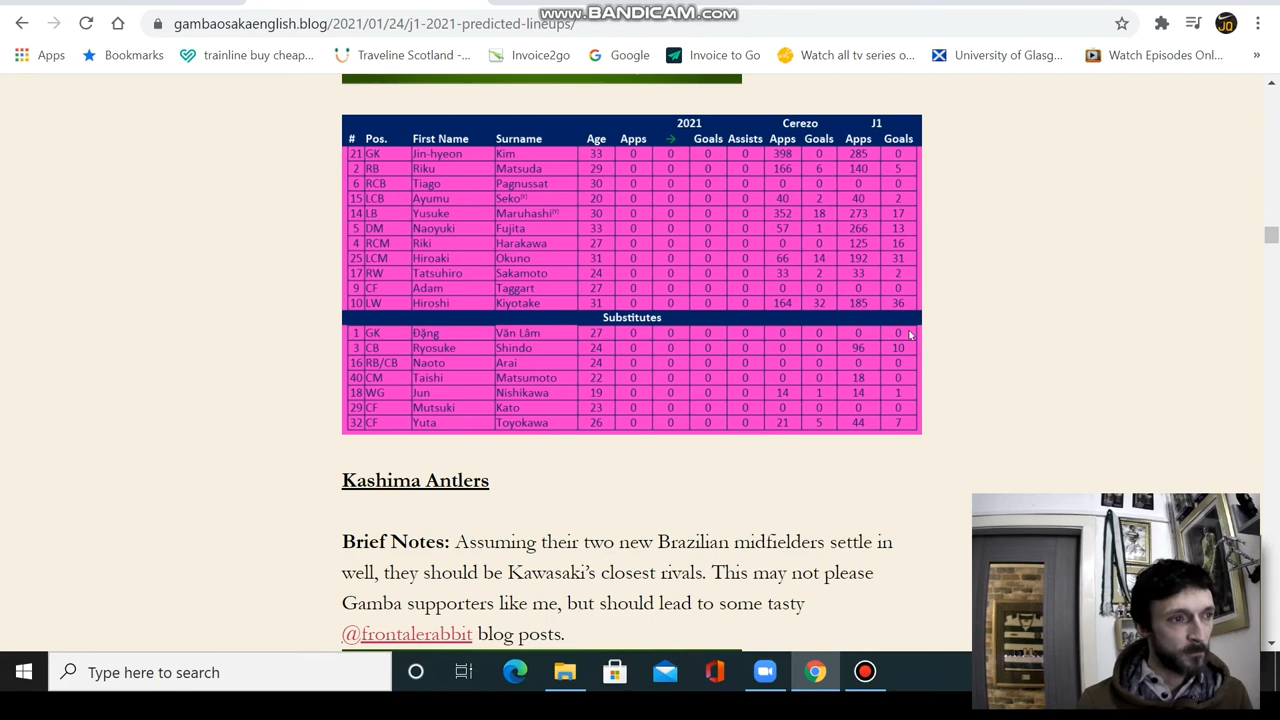 www.BANDICAM.com
gambaosakaenglish.blog/2021/01/24/j1-2021-predicted-lineups/
Apps Bookmarks trainline buy cheap... Traveline Scotland -... Invoice2go Google Invoice to Go Watch all tv series o... University of Glasg... Watch Episodes Onl... »
2021 Cerezo J1
# Pos. First Name Surname Age Apps → Goals Assists Apps Goals Apps Goals
21 GK Jin-hyeon Kim 33 0 0 0 0 398 0 285 0
2 RB Riku Matsuda 29 0 0 0 0 166 6 140 5
6 RCB Tiago Pagnussat 30 0 0 0 0 0 0 0 0
15 LCB Ayumu Seko(Y) 20 0 0 0 0 40 2 40 2
14 LB Yusuke Maruhashi(Y) 30 0 0 0 0 352 18 273 17
5 DM Naoyuki Fujita 33 0 0 0 0 57 1 266 13
4 RCM Riki Harakawa 27 0 0 0 0 0 0 125 16
25 LCM Hiroaki Okuno 31 0 0 0 0 66 14 192 31
17 RW Tatsuhiro Sakamoto 24 0 0 0 0 33 2 33 2
9 CF Adam Taggart 27 0 0 0 0 0 0 0 0
10 LW Hiroshi Kiyotake 31 0 0 0 0 164 32 185 36
Substitutes
1 GK Đặng Văn Lâm 27 0 0 0 0 0 0 0 0
3 CB Ryosuke Shindo 24 0 0 0 0 0 0 96 10
16 RB/CB Naoto Arai 24 0 0 0 0 0 0 0 0
40 CM Taishi Matsumoto 22 0 0 0 0 0 0 18 0
18 WG Jun Nishikawa 19 0 0 0 0 14 1 14 1
29 CF Mutsuki Kato 23 0 0 0 0 0 0 0 0
32 CF Yuta Toyokawa 26 0 0 0 0 21 5 44 7
Kashima Antlers
Brief Notes: Assuming their two new Brazilian midfielders settle in
well, they should be Kawasaki's closest rivals. This may not please
Gamba supporters like me, but should lead to some tasty
@frontalerabbit blog posts.
Type here to search